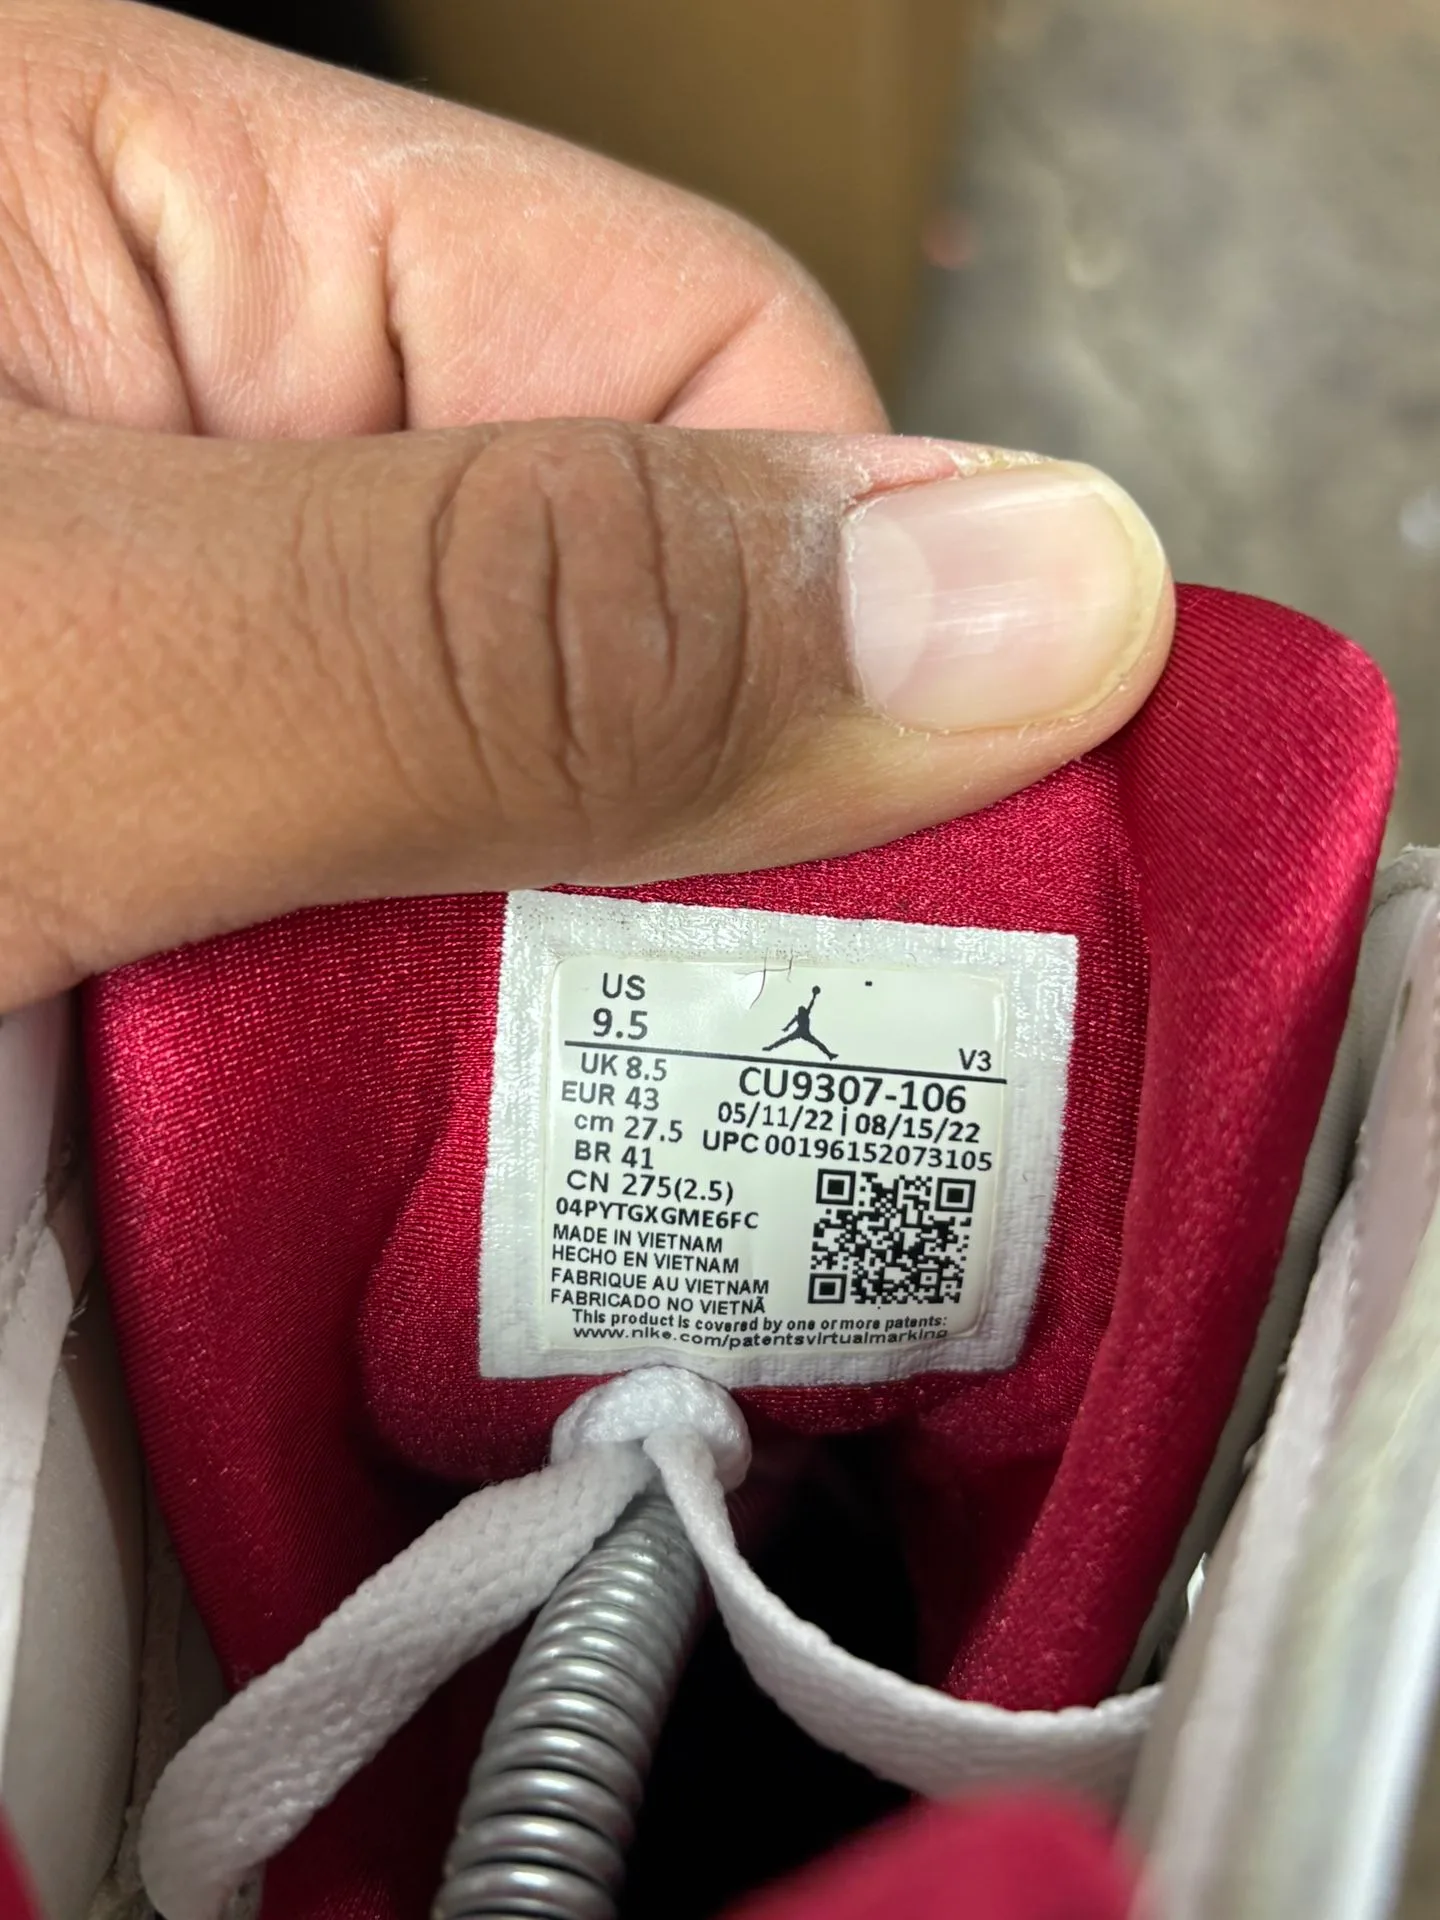 US
9.5
V3
UK 8.5
CU9307-106
EUR 43
05/11/22 | 08/15/22
cm 27.5
UPC 00196152073105
BR 41
CN 275(2.5)
04PYTGXGME6FC
MADE IN VIETNAM
HECHO EN VIETNAM
FABRIQUE AU VIETNAM
FABRICADO NO VIETNÃ
This product is covered by one or more patents:
www.nike.com/patentsvirtualmarking